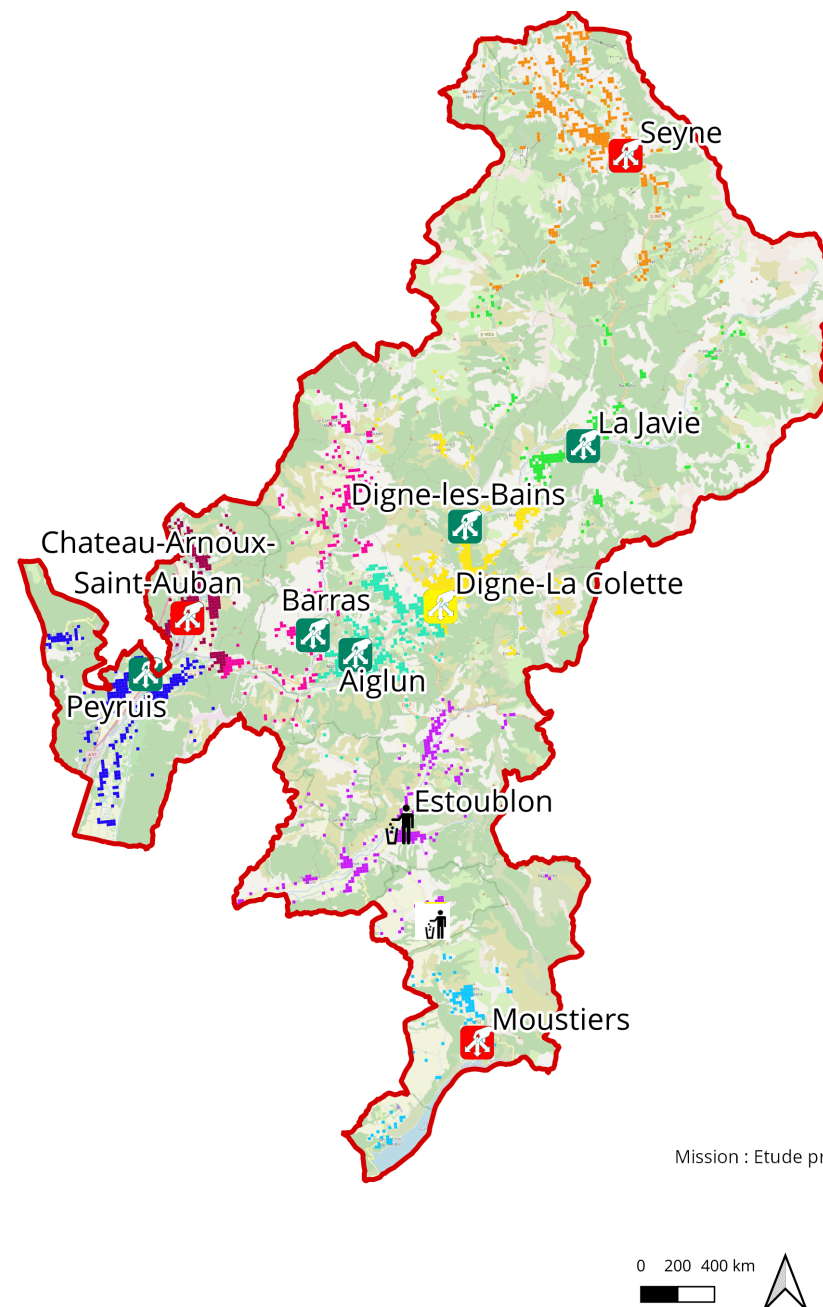 Seyne
La Javie
Digne-les-Bains
Chateau-Arnoux-
Saint-Auban
Digne-La Colette
Barras
Aiglun
Peyruis
Estoublon
Moustiers
Mission : Etude pr
0 200 400 km